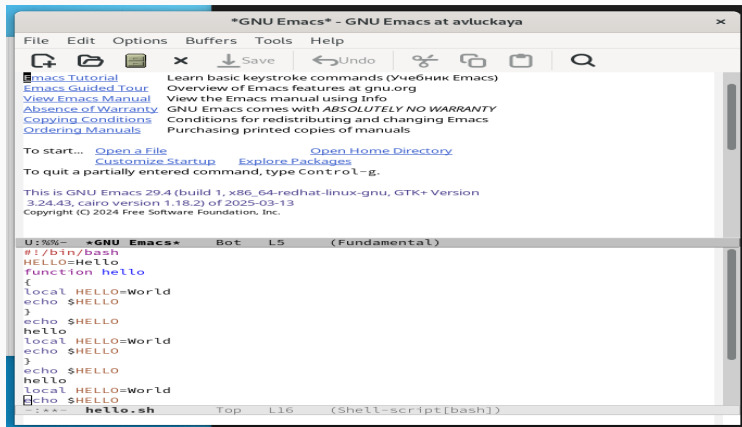 *GNU Emacs* - GNU Emacs at avluckaya
File Edit Options Buffers Tools Help
Save Undo
Emacs Tutorial Learn basic keystroke commands (Учебник Emacs)
Emacs Guided Tour Overview of Emacs features at gnu.org
View Emacs Manual View the Emacs manual using Info
Absence of Warranty GNU Emacs comes with ABSOLUTELY NO WARRANTY
Copying Conditions Conditions for redistributing and changing Emacs
Ordering Manuals Purchasing printed copies of manuals
To start... Open a File Open Home Directory
Customize Startup Explore Packages
To quit a partially entered command, type Control-g.
This is GNU Emacs 29.4 (build 1, x86_64-redhat-linux-gnu, GTK+ Version
3.24.43, cairo version 1.18.2) of 2025-03-13
Copyright (C) 2024 Free Software Foundation, Inc.
U:%%- *GNU Emacs* Bot L5 (Fundamental)
#!/bin/bash
HELLO=Hello
function hello
{
local HELLO=World
echo $HELLO
}
echo $HELLO
hello
local HELLO=World
echo $HELLO
}
echo $HELLO
hello
local HELLO=World
echo $HELLO
-:**- hello.sh Top L16 (Shell-script[bash])